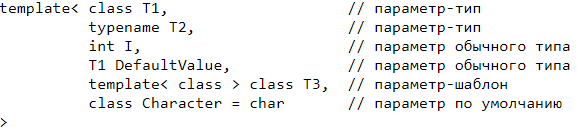 template< class T1, // параметр-тип
typename T2, // параметр-тип
int I, // параметр обычного типа
T1 DefaultValue, // параметр обычного типа
template< class > class T3, // параметр-шаблон
class Character = char // параметр по умолчанию
>